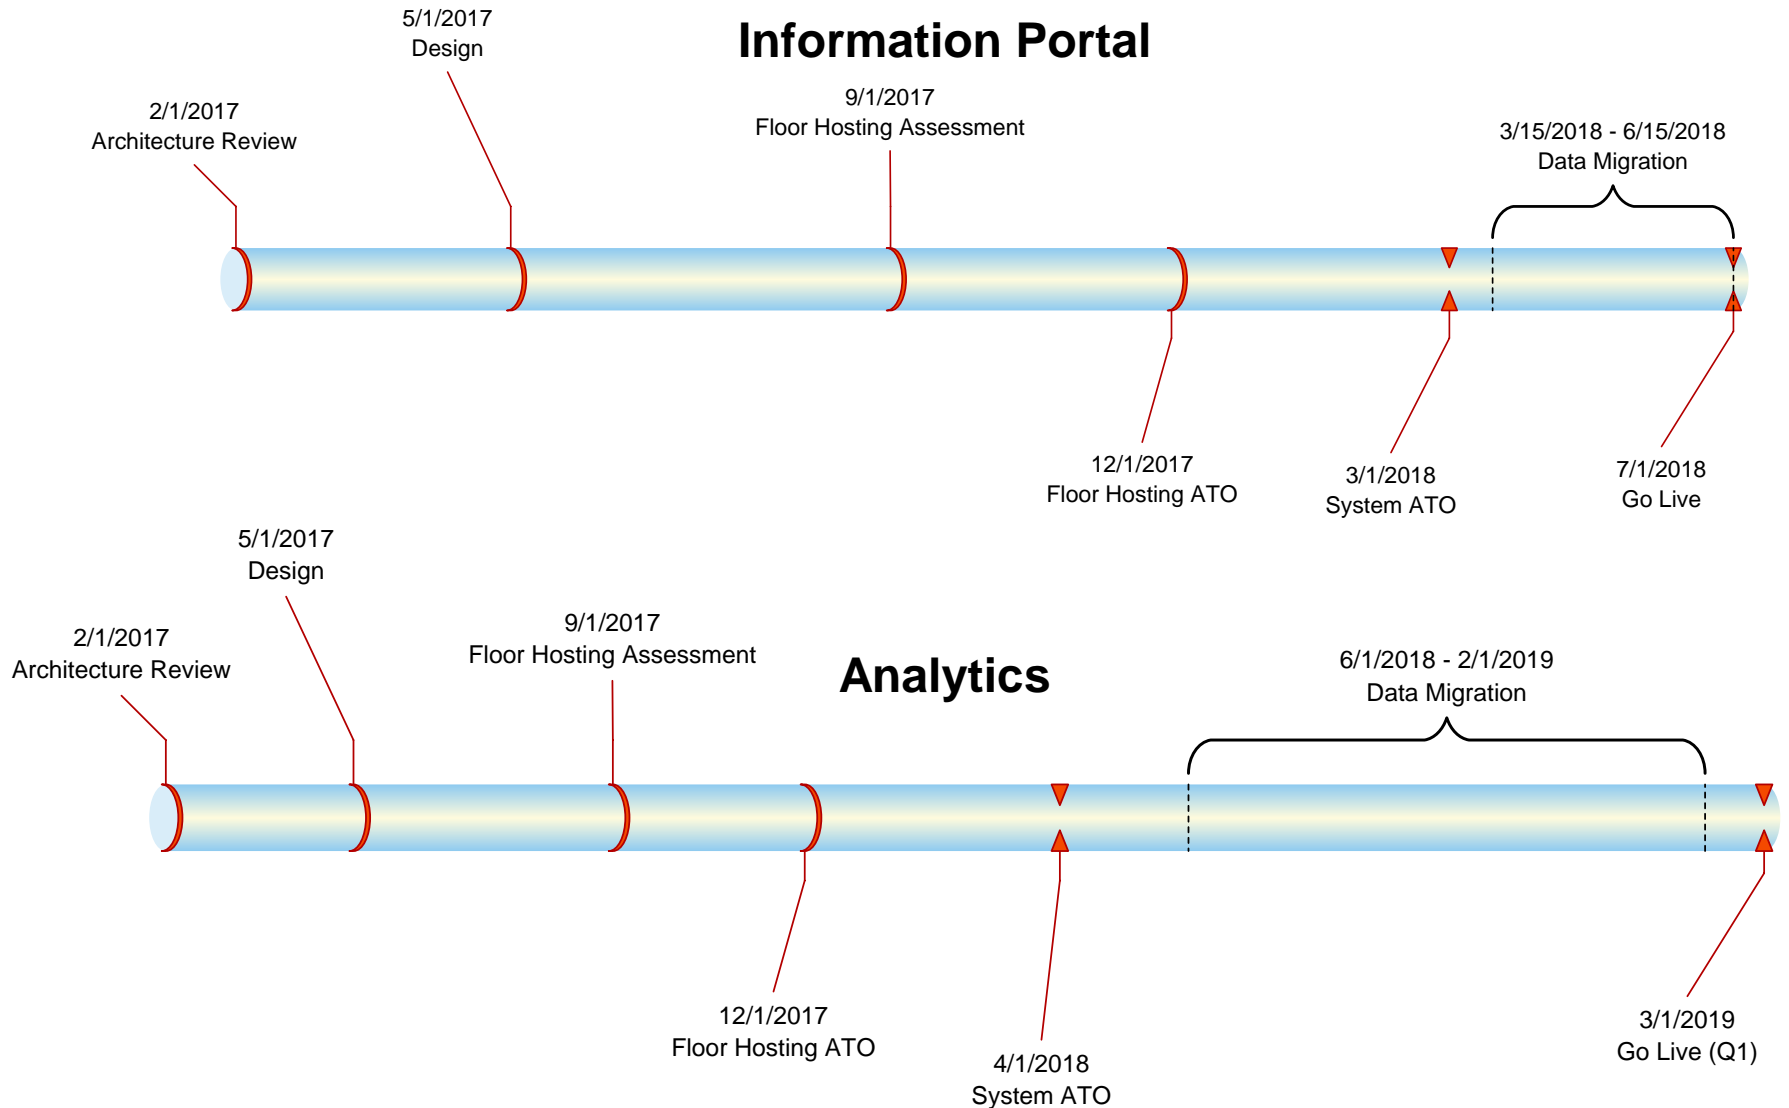 Information Portal
2/1/2017
Architecture Review
5/1/2017
Design
9/1/2017
Floor Hosting Assessment
3/15/2018 - 6/15/2018
Data Migration
12/1/2017
Floor Hosting ATO
3/1/2018
System ATO
7/1/2018
Go Live
Analytics
2/1/2017
Architecture Review
5/1/2017
Design
9/1/2017
Floor Hosting Assessment
6/1/2018 - 2/1/2019
Data Migration
12/1/2017
Floor Hosting ATO
4/1/2018
System ATO
3/1/2019
Go Live (Q1)